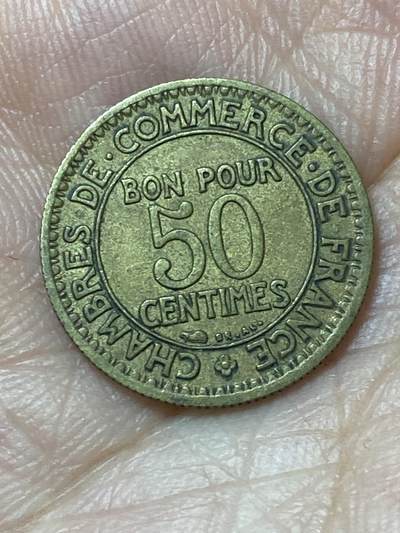 CHAMBRES DE · COMMERCE · DE FRANCE
BON POUR
50
CENTIMES